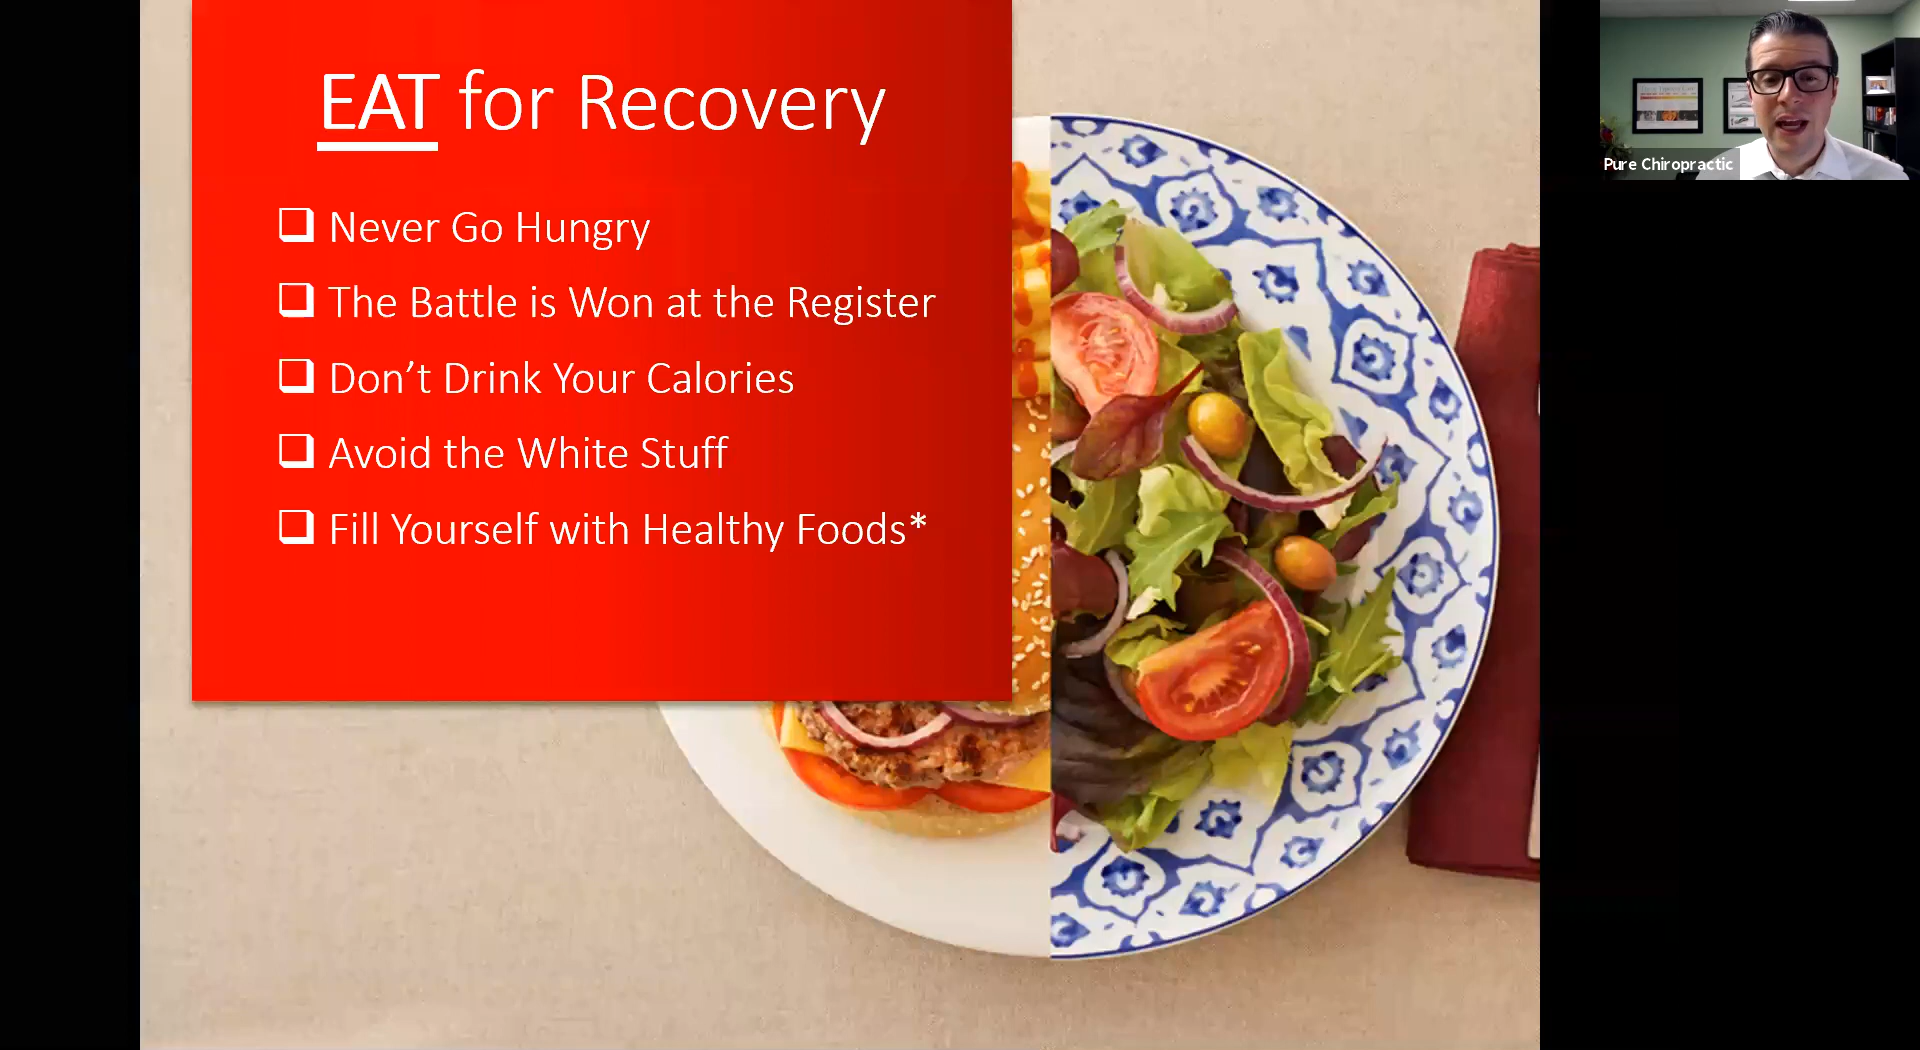 EAT for Recovery
Never Go Hungry
The Battle is Won at the Register
Don’t Drink Your Calories
Avoid the White Stuff
Fill Yourself with Healthy Foods*
Pure Chiropractic